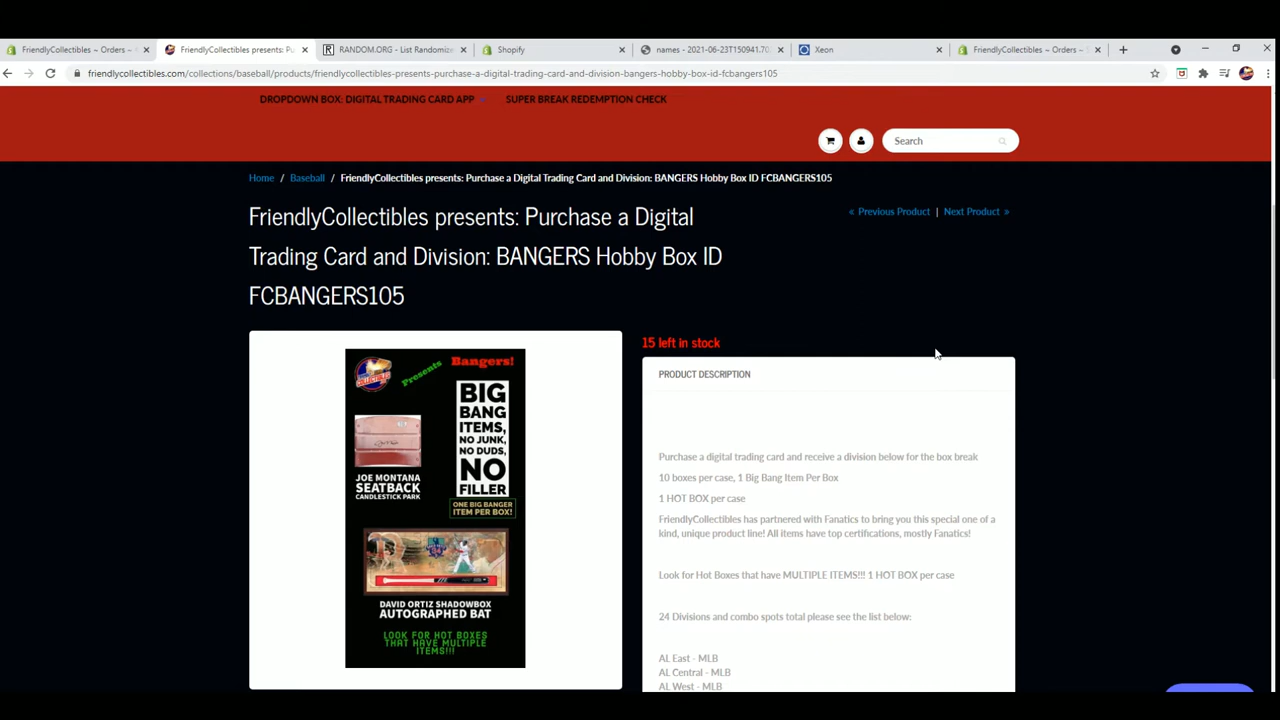 FriendlyCollectibles ~ Orders ~
FriendlyCollectibles presents: Pu
RANDOM.ORG - List Randomize
Shopify
names - 2021-06-23T150941.70
Xeon
FriendlyCollectibles ~ Orders ~ S
friendlycollectibles.com/collections/baseball/products/friendlycollectibles-presents-purchase-a-digital-trading-card-and-division-bangers-hobby-box-id-fcbangers105
DROPDOWN BOX: DIGITAL TRADING CARD APP
SUPER BREAK REDEMPTION CHECK
Search
Home / Baseball / FriendlyCollectibles presents: Purchase a Digital Trading Card and Division: BANGERS Hobby Box ID FCBANGERS105
« Previous Product | Next Product »
FriendlyCollectibles presents: Purchase a Digital
Trading Card and Division: BANGERS Hobby Box ID
FCBANGERS105
COLLECTIBLES
Presents
Bangers!
BIG
BANG
ITEMS,
NO JUNK,
NO DUDS,
NO
FILLER
ONE BIG BANGER
ITEM PER BOX!
JOE MONTANA
SEATBACK
CANDLESTICK PARK
DAVID ORTIZ SHADOWBOX
AUTOGRAPHED BAT
LOOK FOR HOT BOXES
THAT HAVE MULTIPLE
ITEMS!!!
15 left in stock
PRODUCT DESCRIPTION
Purchase a digital trading card and receive a division below for the box break
10 boxes per case, 1 Big Bang Item Per Box
1 HOT BOX per case
FriendlyCollectibles has partnered with Fanatics to bring you this special one of a
kind, unique product line! All items have top certifications, mostly Fanatics!
Look for Hot Boxes that have MULTIPLE ITEMS!!! 1 HOT BOX per case
24 Divisions and combo spots total please see the list below:
AL East - MLB
AL Central - MLB
AL West - MLB